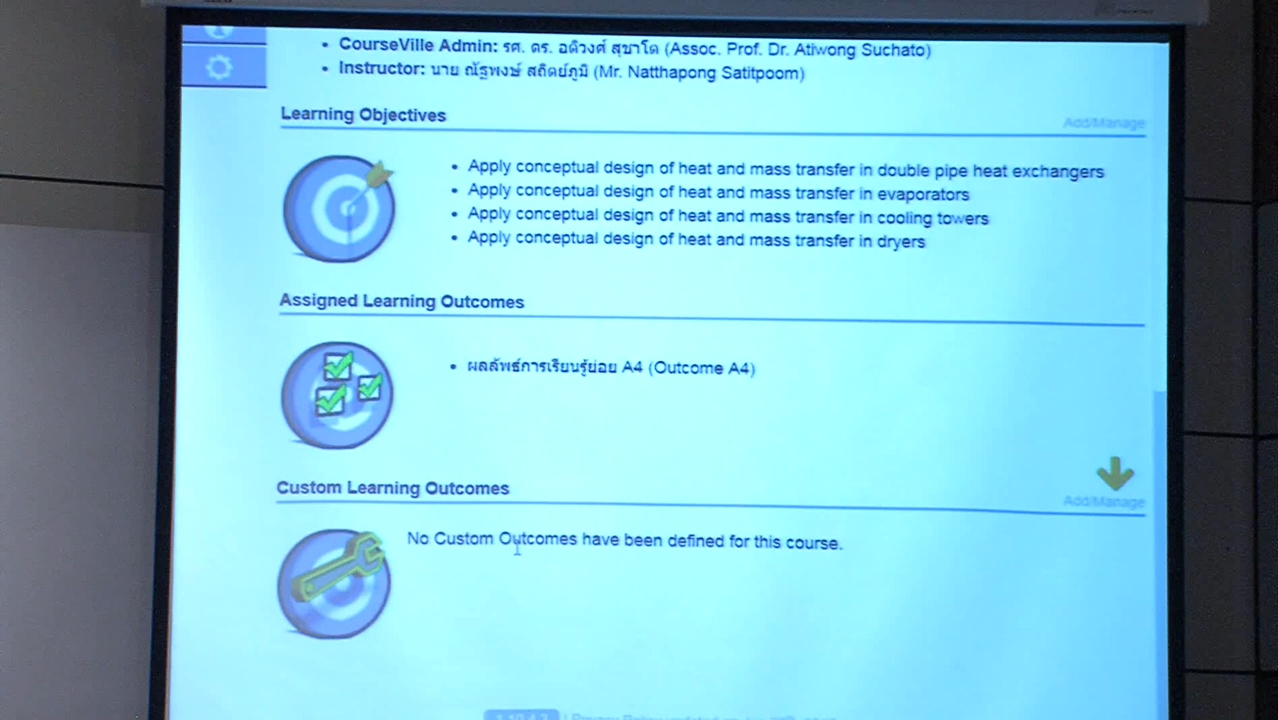 CourseVille Admin: รศ. ดร. อติวงศ์ สุชาโต (Assoc. Prof. Dr. Atiwong Suchato)
Instructor: นาย ณัฐพงษ์ สถิตย์ภูมิ (Mr. Natthapong Satitpoom)
Learning Objectives
Add/Manage
Apply conceptual design of heat and mass transfer in double pipe heat exchangers
Apply conceptual design of heat and mass transfer in evaporators
Apply conceptual design of heat and mass transfer in cooling towers
Apply conceptual design of heat and mass transfer in dryers
Assigned Learning Outcomes
ผลลัพธ์การเรียนรู้ย่อย A4 (Outcome A4)
Custom Learning Outcomes
Add/Manage
No Custom Outcomes have been defined for this course.